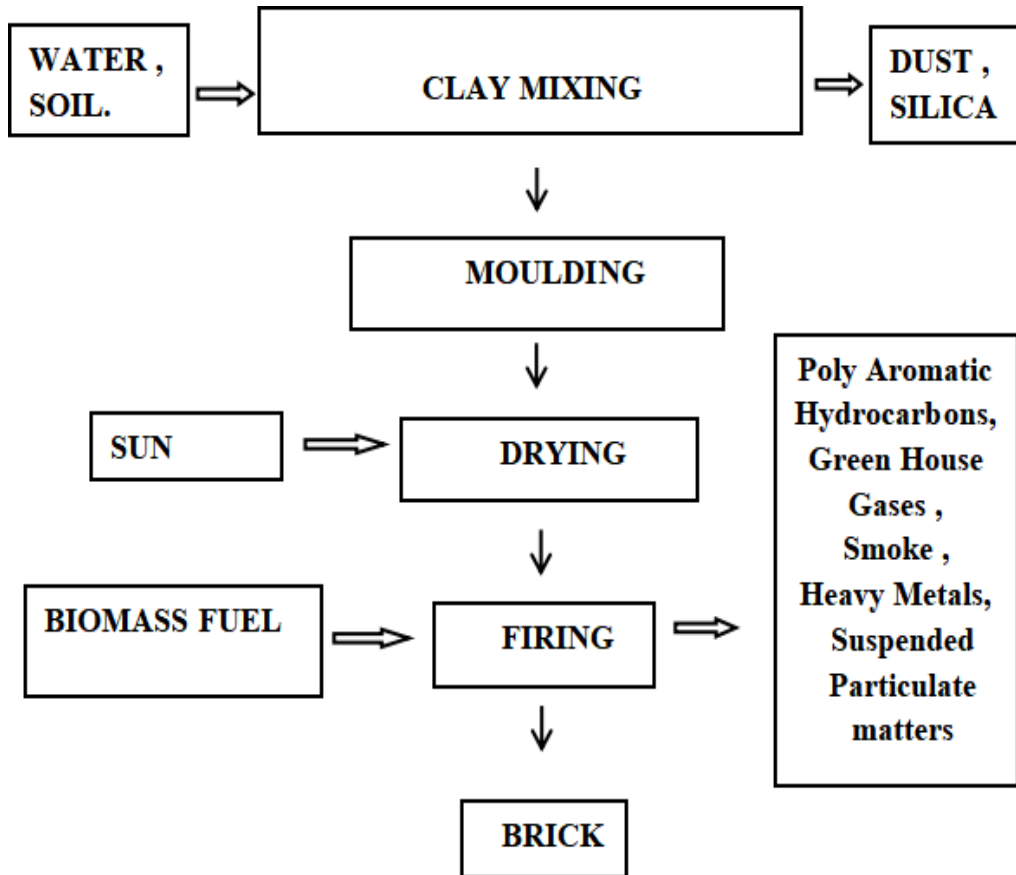 WATER ,
SOIL.
CLAY MIXING
DUST ,
SILICA
MOULDING
SUN
DRYING
Poly Aromatic
Hydrocarbons,
Green House
Gases ,
Smoke ,
Heavy Metals,
Suspended
Particulate
matters
BIOMASS FUEL
FIRING
BRICK